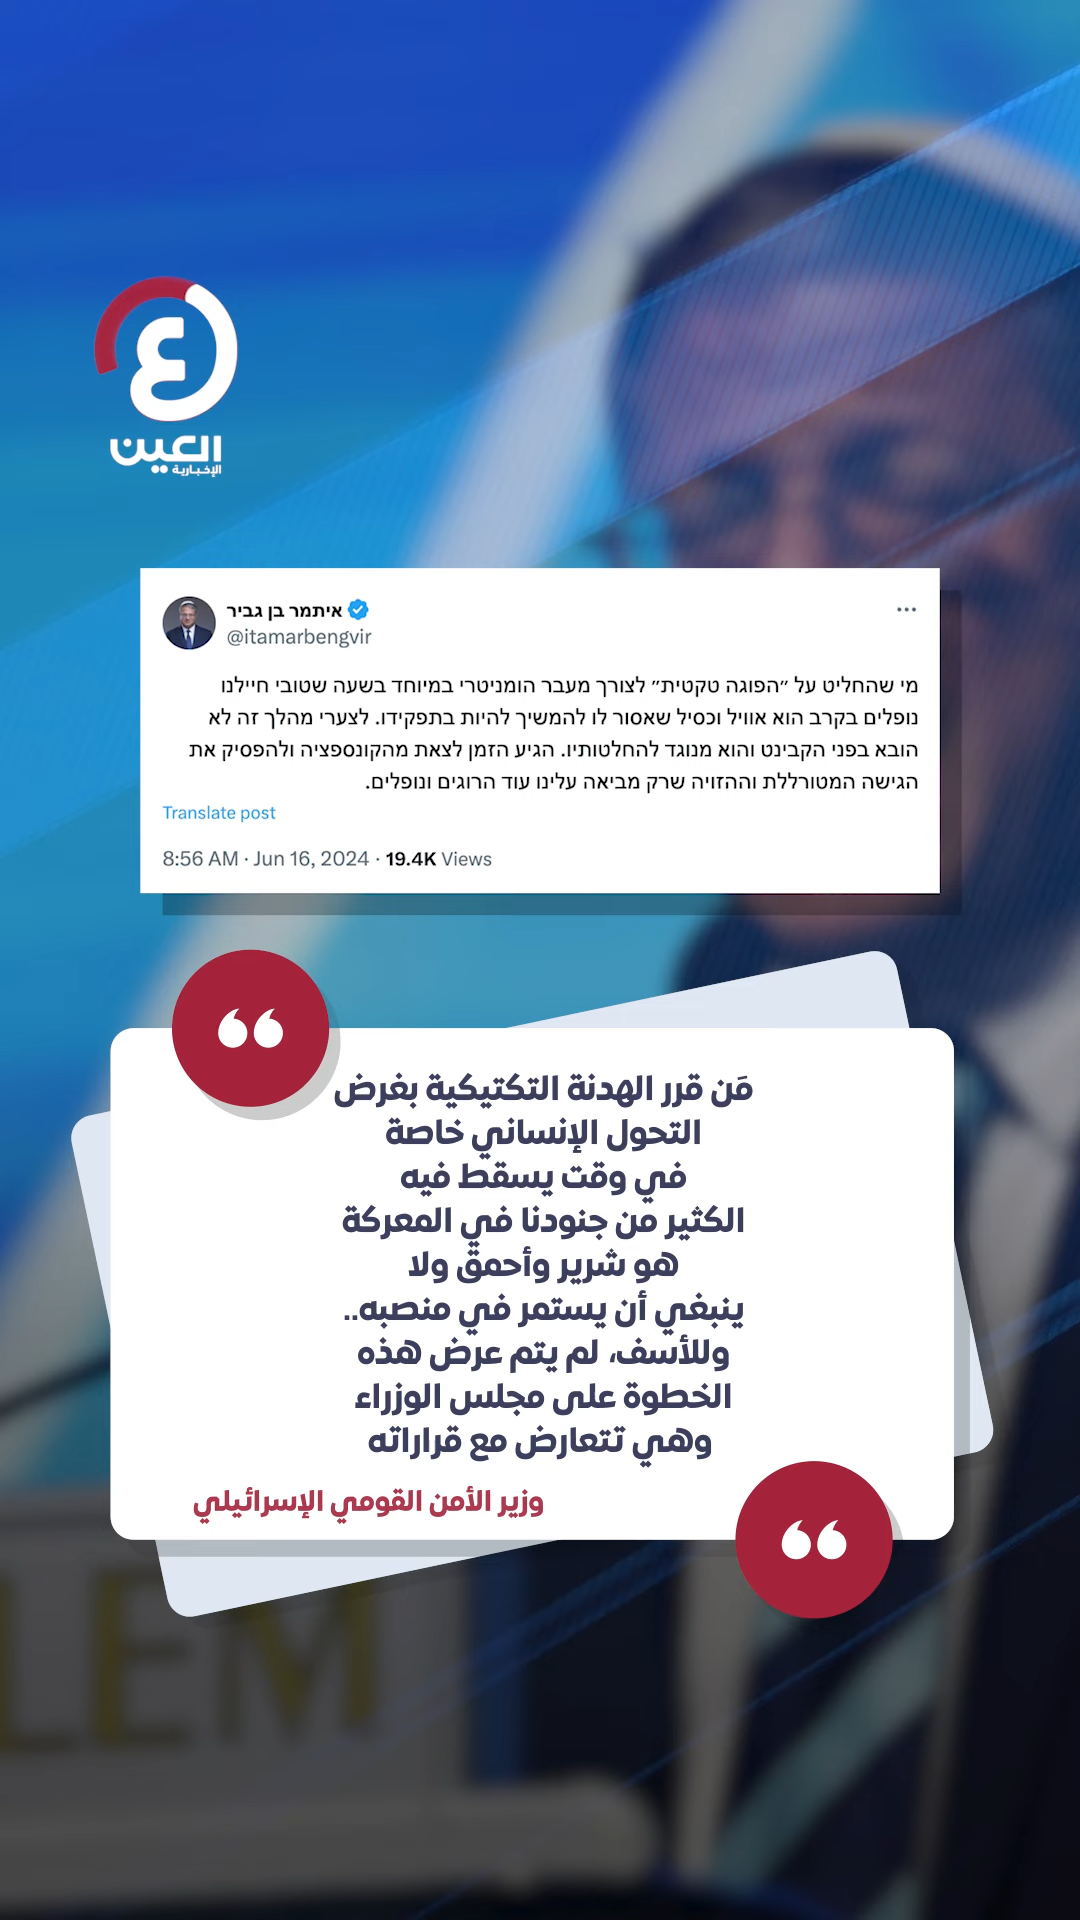 العين
الإخبارية
איתמר בן גביר
@itamarbengvir
מי שהחליט על ״הפוגה טקטית״ לצורך מעבר הומניטרי במיוחד בשעה שטובי חיילנו
נופלים בקרב הוא אוויל וכסיל שאסור לו להמשיך להיות בתפקידו. לצערי מהלך זה לא
הובא בפני הקבינט והוא מנוגד להחלטותיו. הגיע הזמן לצאת מהקונספציה ולהפסיק את
הגישה המטורללת וההזויה שרק מביאה עלינו עוד הרוגים ונופלים.
Translate post
8:56 AM · Jun 16, 2024 · 19.4K Views
مَن قرر الهدنة التكتيكية بغرض
التحول الإنساني خاصة
في وقت يسقط فيه
الكثير من جنودنا في المعركة
هو شرير وأحمق ولا
ينبغي أن يستمر في منصبه..
وللأسف، لم يتم عرض هذه
الخطوة على مجلس الوزراء
وهي تتعارض مع قراراته
وزير الأمن القومي الإسرائيلي
LEM